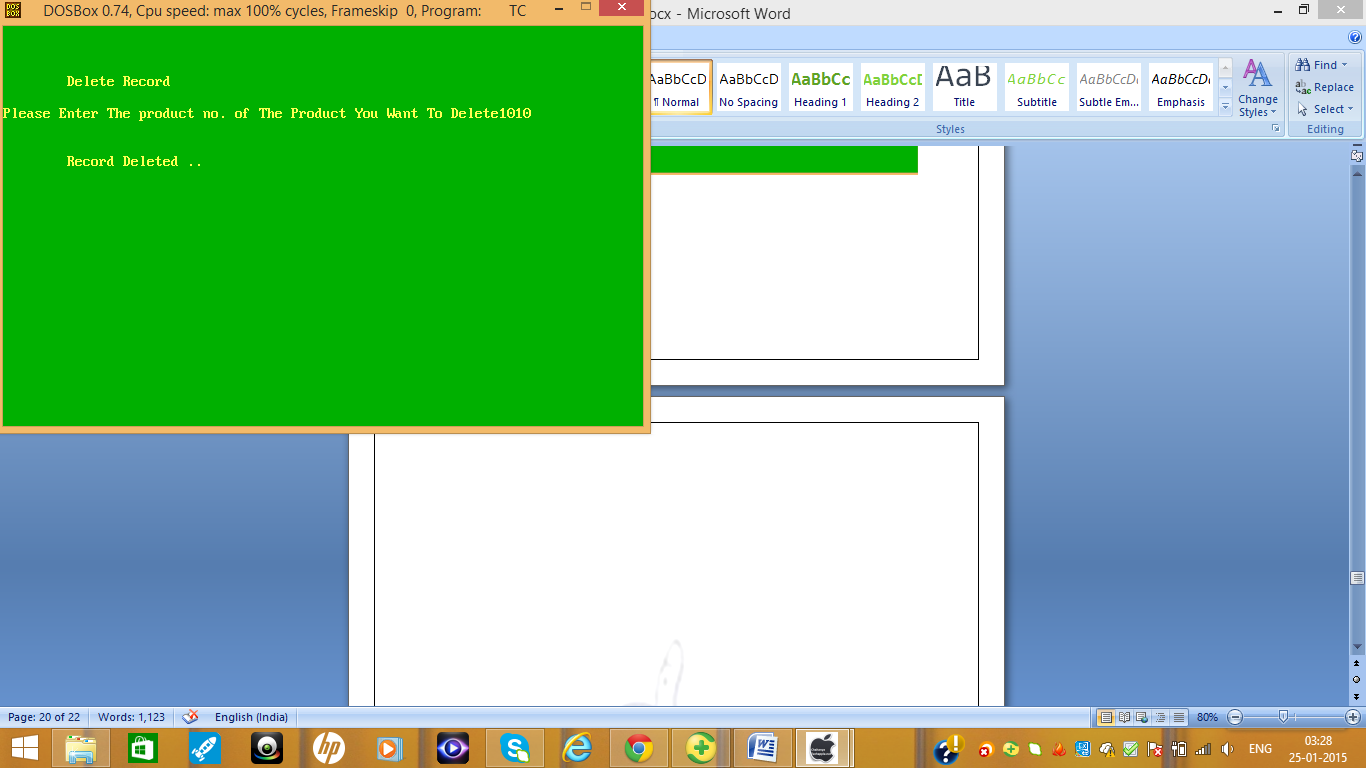 DOSBox 0.74, Cpu speed: max 100% cycles, Frameskip 0, Program: TC
ocx - Microsoft Word
Delete Record
Please Enter The product no. of The Product You Want To Delete1010
Record Deleted ..
AaBbCcD AaBbCcD AaBbCc AaBbCcI AaB AaBbCcC AaBbCcDı AaBbCcDı
¶ Normal No Spacing Heading 1 Heading 2 Title Subtitle Subtle Em... Emphasis
Change Styles
Find
Replace
Select
Styles
Editing
Page: 20 of 22 Words: 1,123 English (India) 80%
hp
ENG
03:28
25-01-2015